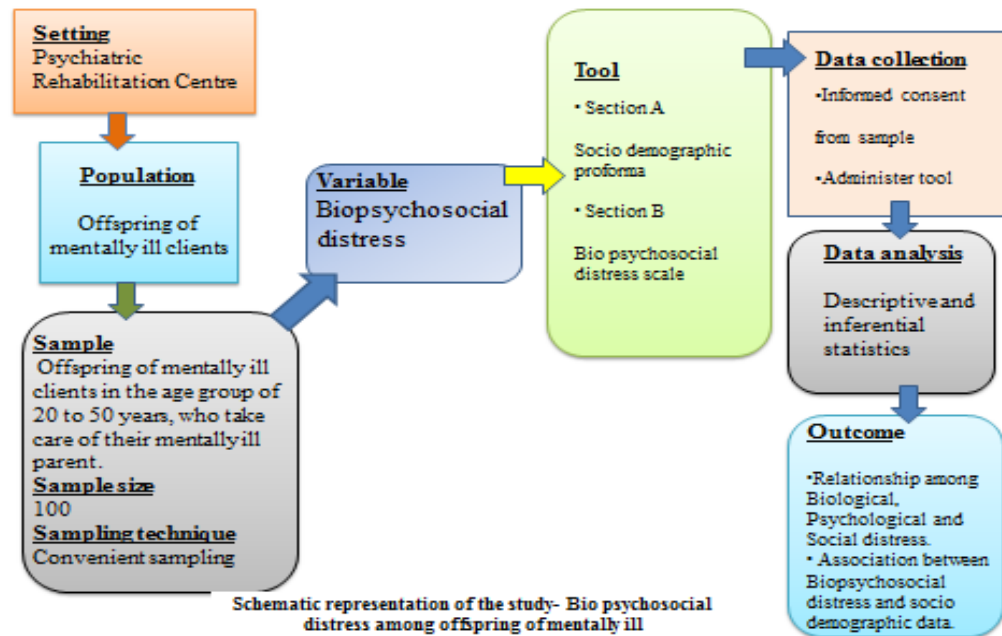 Setting
Psychiatric
Rehabilitation Centre
Population
Offspring of
mentally ill clients
Sample
Offspring of mentally ill
clients in the age group of
20 to 50 years, who take
care of their mentally ill
parent.
Sample size
100
Sampling technique
Convenient sampling
Variable
Biopsychosocial
distress
Tool
• Section A
Socio demographic
proforma
• Section B
Bio psychosocial
distress scale
Data collection
•Informed consent
from sample
•Administer tool
Data analysis
Descriptive and
inferential
statistics
Outcome
•Relationship among
Biological,
Psychological and
Social distress.
• Association between
Biopsychosocial
distress and socio
demographic data.
Schematic representation of the study- Bio psychosocial
distress among offspring of mentally ill